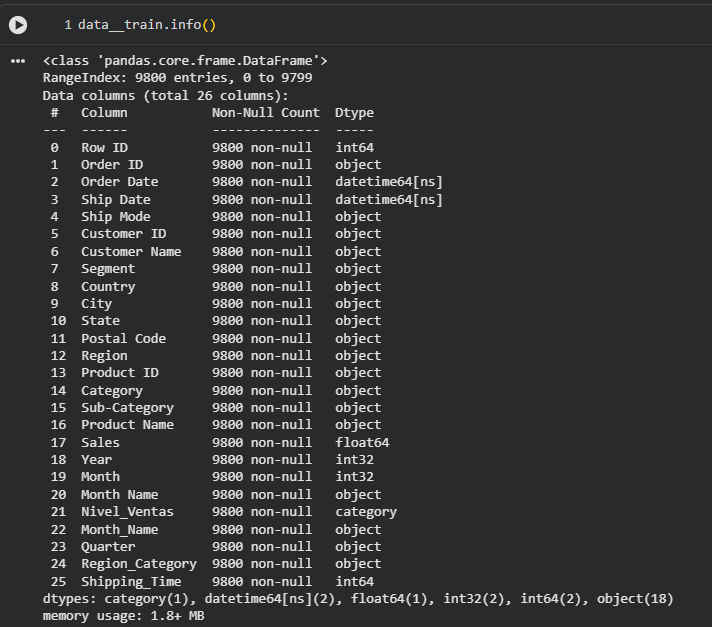 1 data__train.info()
<class 'pandas.core.frame.DataFrame'>
RangeIndex: 9800 entries, 0 to 9799
Data columns (total 26 columns):
 #   Column           Non-Null Count  Dtype
---  ------           --------------  -----
 0   Row ID           9800 non-null   int64
 1   Order ID         9800 non-null   object
 2   Order Date       9800 non-null   datetime64[ns]
 3   Ship Date        9800 non-null   datetime64[ns]
 4   Ship Mode        9800 non-null   object
 5   Customer ID      9800 non-null   object
 6   Customer Name    9800 non-null   object
 7   Segment          9800 non-null   object
 8   Country          9800 non-null   object
 9   City             9800 non-null   object
 10  State            9800 non-null   object
 11  Postal Code      9800 non-null   object
 12  Region           9800 non-null   object
 13  Product ID       9800 non-null   object
 14  Category         9800 non-null   object
 15  Sub-Category     9800 non-null   object
 16  Product Name     9800 non-null   object
 17  Sales            9800 non-null   float64
 18  Year             9800 non-null   int32
 19  Month            9800 non-null   int32
 20  Month Name       9800 non-null   object
 21  Nivel_Ventas     9800 non-null   category
 22  Month_Name       9800 non-null   object
 23  Quarter          9800 non-null   object
 24  Region_Category  9800 non-null   object
 25  Shipping_Time    9800 non-null   int64
dtypes: category(1), datetime64[ns](2), float64(1), int32(2), int64(2), object(18)
memory usage: 1.8+ MB